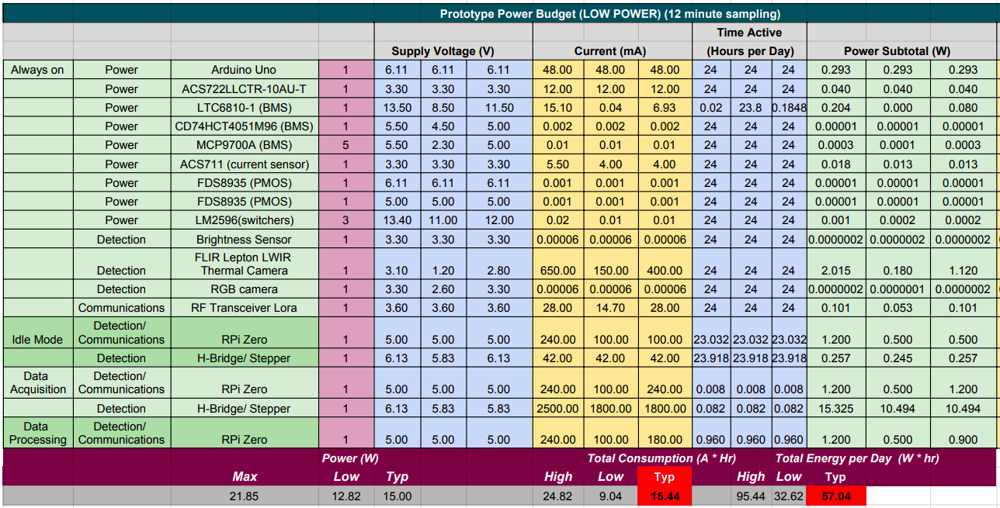 Prototype Power Budget (LOW POWER) (12 minute sampling)
Time Active
Supply Voltage (V) Current (mA) (Hours per Day) Power Subtotal (W)
Always on Power Arduino Uno 1 6.11 6.11 6.11 48.00 48.00 48.00 24 24 24 0.293 0.293 0.293
Power ACS722LLCTR-10AU-T 1 3.30 3.30 3.30 12.00 12.00 12.00 24 24 24 0.040 0.040 0.040
Power LTC6810-1 (BMS) 1 13.50 8.50 11.50 15.10 0.04 6.93 0.02 23.8 0.1848 0.204 0.000 0.080
Power CD74HCT4051M96 (BMS) 1 5.50 4.50 5.00 0.002 0.002 0.002 24 24 24 0.00001 0.00001 0.00001
Power MCP9700A (BMS) 5 5.50 2.30 5.00 0.01 0.01 0.01 24 24 24 0.0003 0.0001 0.0003
Power ACS711 (current sensor) 1 3.30 3.30 3.30 5.50 4.00 4.00 24 24 24 0.018 0.013 0.013
Power FDS8935 (PMOS) 1 6.11 6.11 6.11 0.001 0.001 0.001 24 24 24 0.00001 0.00001 0.00001
Power FDS8935 (PMOS) 1 5.00 5.00 5.00 0.001 0.001 0.001 24 24 24 0.00001 0.00001 0.00001
Power LM2596(switchers) 3 13.40 11.00 12.00 0.02 0.01 0.01 24 24 24 0.001 0.0002 0.0002
Detection Brightness Sensor 1 3.30 3.30 3.30 0.00006 0.00006 0.00006 24 24 24 0.0000002 0.0000002 0.0000002
FLIR Lepton LWIR
Detection Thermal Camera 1 3.10 1.20 2.80 650.00 150.00 400.00 24 24 24 2.015 0.180 1.120
Detection RGB camera 1 3.30 2.60 3.30 0.00006 0.00006 0.00006 24 24 24 0.0000002 0.0000001 0.0000002
Communications RF Transceiver Lora 1 3.60 3.60 3.60 28.00 14.70 28.00 24 24 24 0.101 0.053 0.101
Detection/
Idle Mode Communications RPi Zero 1 5.00 5.00 5.00 240.00 100.00 100.00 23.032 23.032 23.032 1.200 0.500 0.500
Detection H-Bridge/ Stepper 1 6.13 5.83 6.13 42.00 42.00 42.00 23.918 23.918 23.918 0.257 0.245 0.257
Data Detection/
Acquisition Communications RPi Zero 1 5.00 5.00 5.00 240.00 100.00 240.00 0.008 0.008 0.008 1.200 0.500 1.200
Detection H-Bridge/ Stepper 1 6.13 5.83 5.83 2500.00 1800.00 1800.00 0.082 0.082 0.082 15.325 10.494 10.494
Data Detection/
Processing Communications RPi Zero 1 5.00 5.00 5.00 240.00 100.00 180.00 0.960 0.960 0.960 1.200 0.500 0.900
Power (W) Total Consumption (A * Hr) Total Energy per Day (W * hr)
Max Low Typ High Low Typ High Low Typ
21.85 12.82 15.00 24.82 9.04 15.44 95.44 32.62 57.04